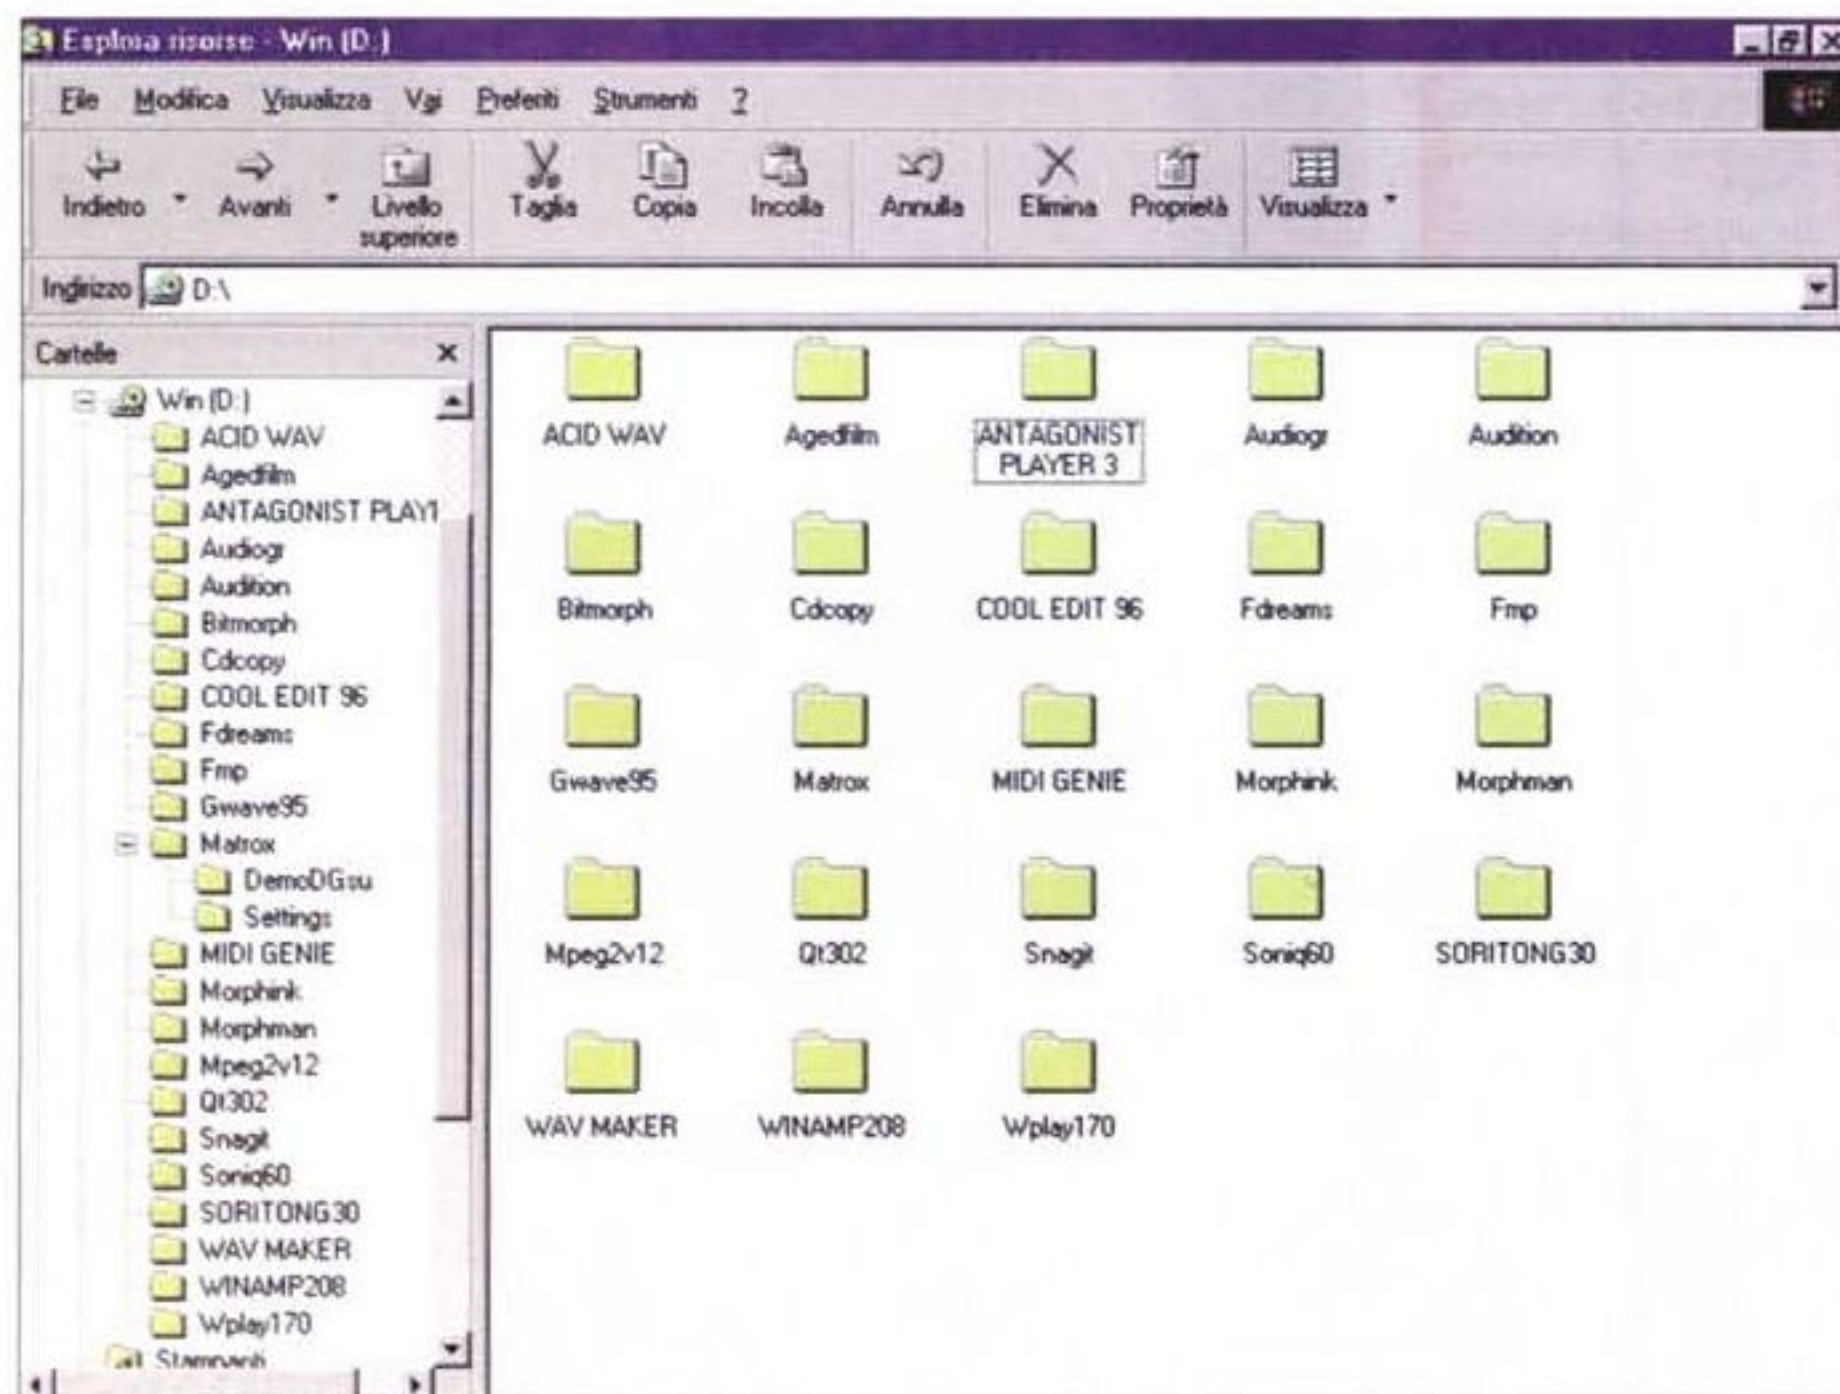 Esplora risorse - Win (D:)
File Modifica Visualizza Vai Preferiti Strumenti ?
Indietro Avanti Livello superiore Taglia Copia Incolla Annulla Elimina Proprietà Visualizza
Indirizzo D:\
Cartelle
Win (D:)
ACID WAV
Agedfilm
ANTAGONIST PLAY
Audiogr
Audition
Bitmorph
Cdcopy
COOL EDIT 96
Fdreams
Fmp
Gwave95
Matrox
DemoDGsu
Settings
MIDI GENIE
Morphink
Morphman
Mpeg2v12
Qt302
Snagit
Soniq60
SORITONG30
WAV MAKER
WINAMP208
Wplay170
Stampanti
ACID WAV Agedfilm ANTAGONIST PLAYER 3 Audiogr Audition
Bitmorph Cdcopy COOL EDIT 96 Fdreams Fmp
Gwave95 Matrox MIDI GENIE Morphink Morphman
Mpeg2v12 Qt302 Snagit Soniq60 SORITONG30
WAV MAKER WINAMP208 Wplay170